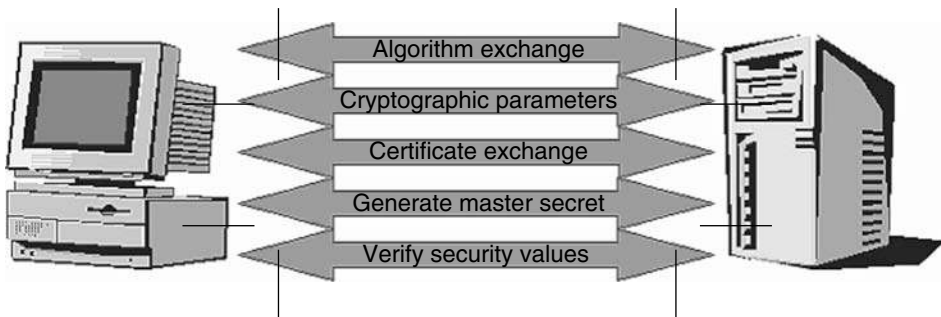 Algorithm exchange
Cryptographic parameters
Certificate exchange
Generate master secret
Verify security values